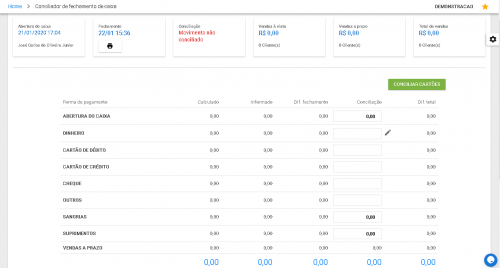 Home > Conciliador de fechamento de caixa
DEMONSTRACAO
Abertura do caixa
21/01/2020 17:04
José Carlos de Oliveira Junior
Fechamento
22/01 15:36
Conciliação
Movimento não conciliado
Vendas à vista
R$ 0,00
0 Cliente(s)
Vendas a prazo
R$ 0,00
0 Cliente(s)
Total de vendas
R$ 0,00
0 Cliente(s)
CONCILIAR CARTÕES
Forma de pagamento Calculado Informado Dif. fechamento Conciliação Dif. total
ABERTURA DO CAIXA 0,00 0,00 0,00 0,00 0,00
DINHEIRO 0,00 0,00 0,00 0,00
CARTÃO DE DÉBITO 0,00 0,00 0,00 0,00
CARTÃO DE CRÉDITO 0,00 0,00 0,00 0,00
CHEQUE 0,00 0,00 0,00 0,00
OUTROS 0,00 0,00 0,00 0,00
SANGRIAS 0,00 0,00 0,00 0,00 0,00
SUPRIMENTOS 0,00 0,00 0,00 0,00 0,00
VENDAS A PRAZO 0,00 0,00 0,00 0,00 0,00
0,00 0,00 0,00 0,00 0,00